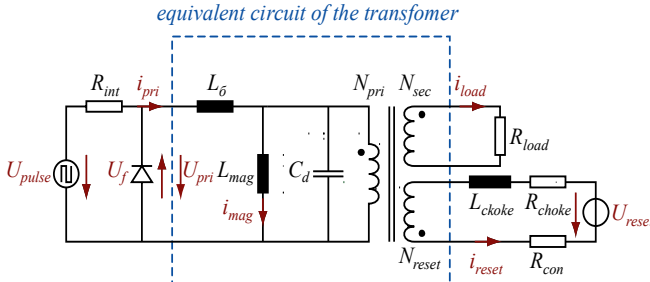 equivalent circuit of the transfomer
R_int i_pri L_б N_pri N_sec i_load
U_pulse U_f U_pri L_mag C_d R_load
i_mag L_ckoke R_choke U_rese
N_reset i_reset R_con